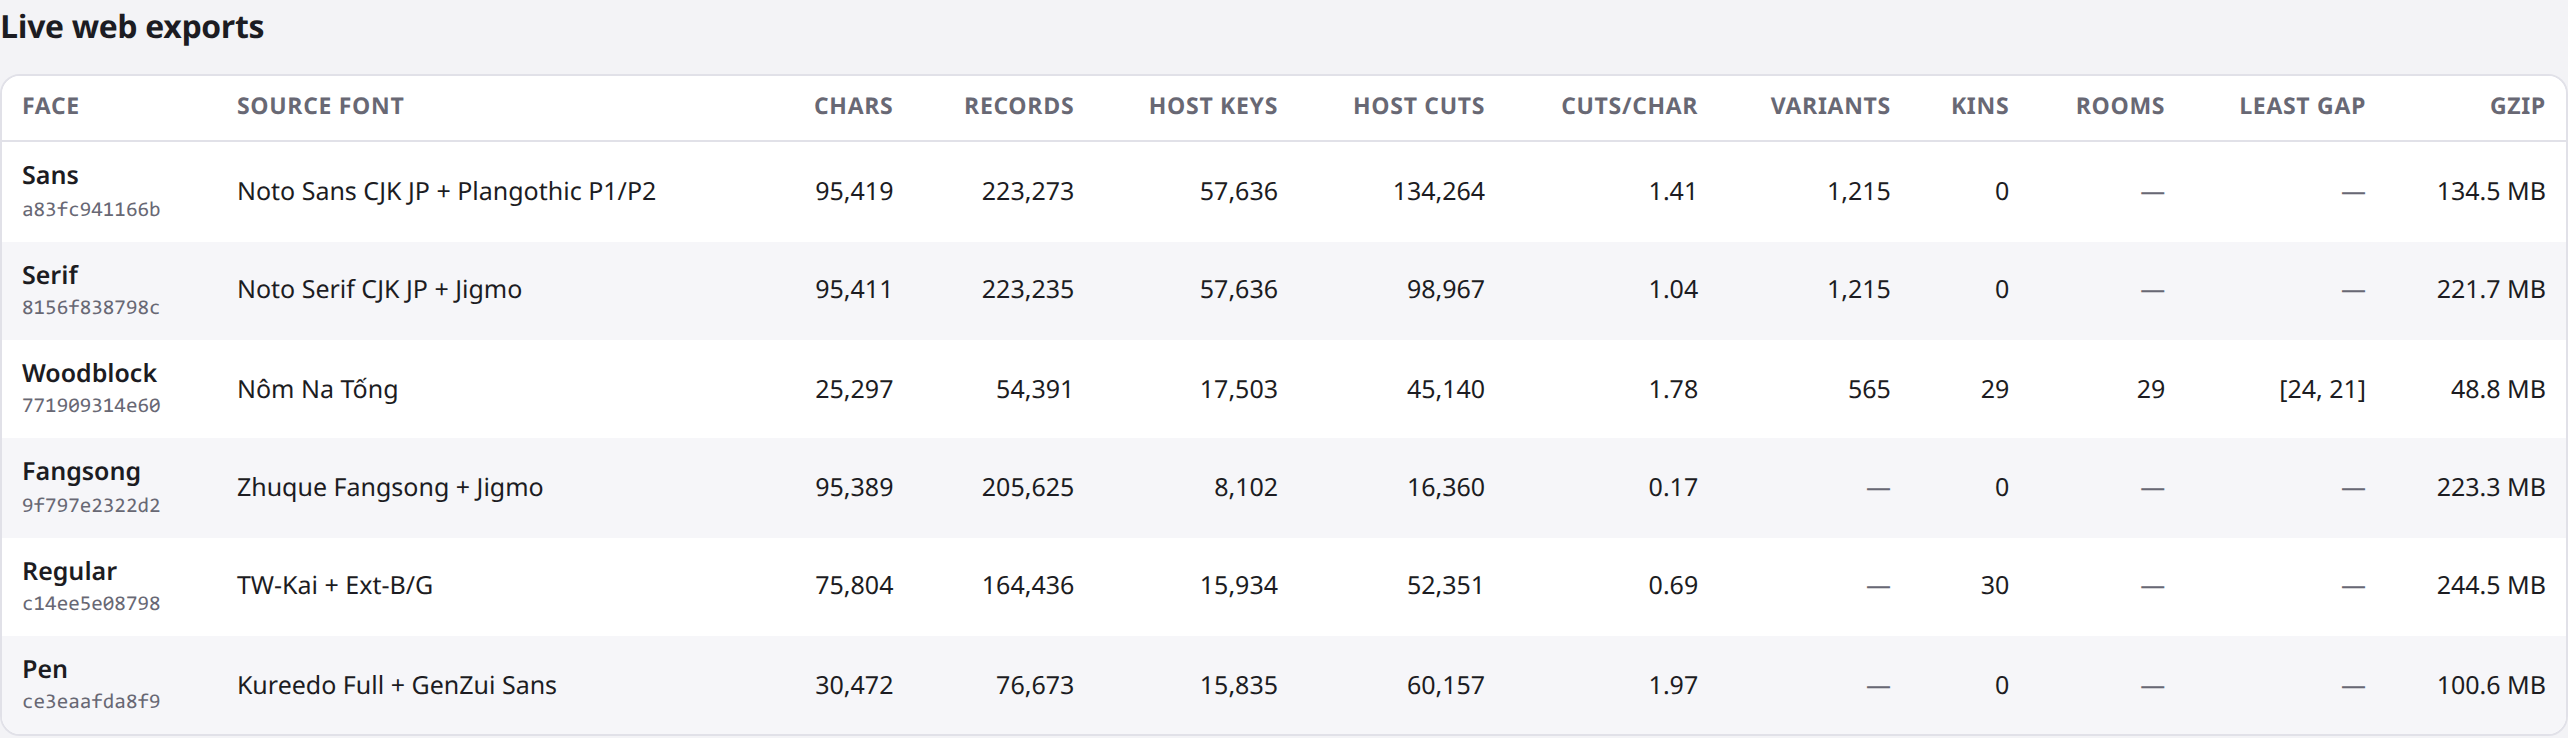 Live web exports
FACE SOURCE FONT CHARS RECORDS HOST KEYS HOST CUTS CUTS/CHAR VARIANTS KINS ROOMS LEAST GAP GZIP
Sans
a83fc941166b
Noto Sans CJK JP + Plangothic P1/P2 95,419 223,273 57,636 134,264 1.41 1,215 0 — — 134.5 MB
Serif
8156f838798c
Noto Serif CJK JP + Jigmo 95,411 223,235 57,636 98,967 1.04 1,215 0 — — 221.7 MB
Woodblock
771909314e60
Nôm Na Tống 25,297 54,391 17,503 45,140 1.78 565 29 29 [24, 21] 48.8 MB
Fangsong
9f797e2322d2
Zhuque Fangsong + Jigmo 95,389 205,625 8,102 16,360 0.17 — 0 — — 223.3 MB
Regular
c14ee5e08798
TW-Kai + Ext-B/G 75,804 164,436 15,934 52,351 0.69 — 30 — — 244.5 MB
Pen
ce3eaafda8f9
Kureedo Full + GenZui Sans 30,472 76,673 15,835 60,157 1.97 — 0 — — 100.6 MB